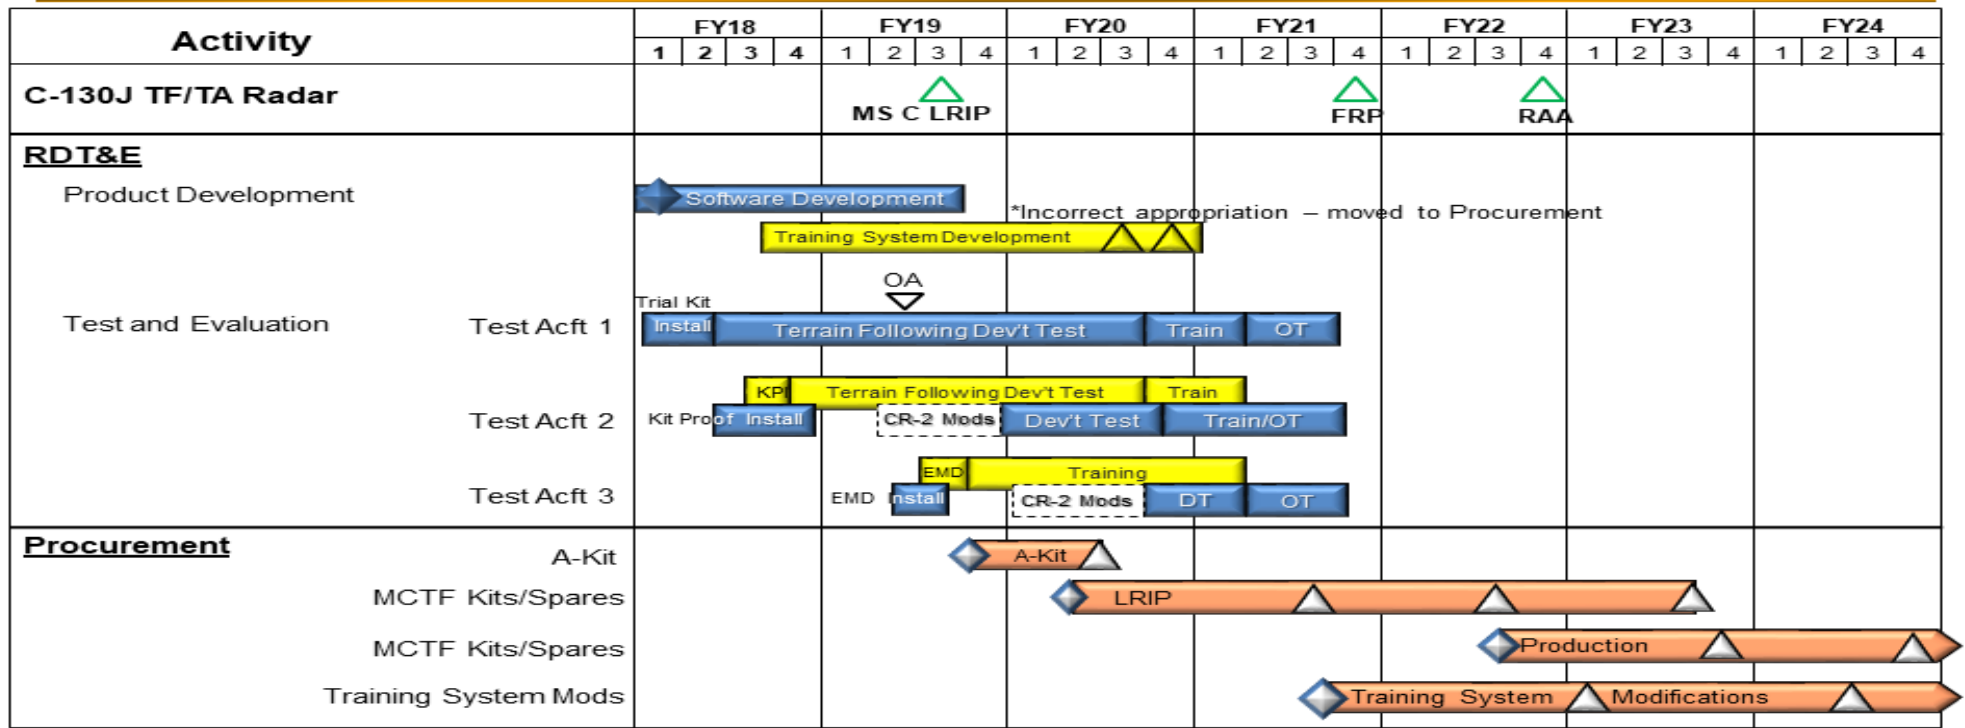 Activity
FY18 FY19 FY20 FY21 FY22 FY23 FY24
1 2 3 4 1 2 3 4 1 2 3 4 1 2 3 4 1 2 3 4 1 2 3 4 1 2 3 4
C-130J TF/TA Radar
MS C LRIP FRP RAA
RDT&E
Product Development
Software Development
*Incorrect appropriation – moved to Procurement
Training System Development
OA
Trial Kit
Test and Evaluation Test Acft 1 Install Terrain Following Dev't Test Train OT
KPI Terrain Following Dev't Test Train
Test Acft 2 Kit Proof Install CR-2 Mods Dev't Test Train/OT
EMD Training
Test Acft 3 EMD Install CR-2 Mods DT OT
Procurement
A-Kit A-Kit
MCTF Kits/Spares LRIP
MCTF Kits/Spares Production
Training System Mods Training System Modifications